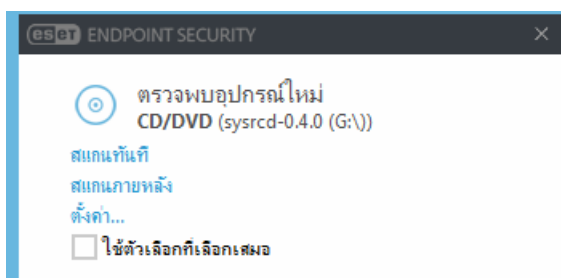 eset ENDPOINT SECURITY
ตรวจพบอุปกรณ์ใหม่
CD/DVD (sysrcd-0.4.0 (G:\))
สแกนทันที
สแกนภายหลัง
ตั้งค่า...
ใช้ตัวเลือกที่เลือกเสมอ